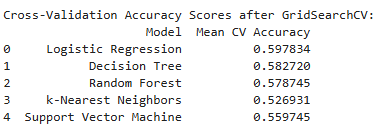 Cross-Validation Accuracy Scores after GridSearchCV:
Model Mean CV Accuracy
0 Logistic Regression 0.597834
1 Decision Tree 0.582720
2 Random Forest 0.578745
3 k-Nearest Neighbors 0.526931
4 Support Vector Machine 0.559745